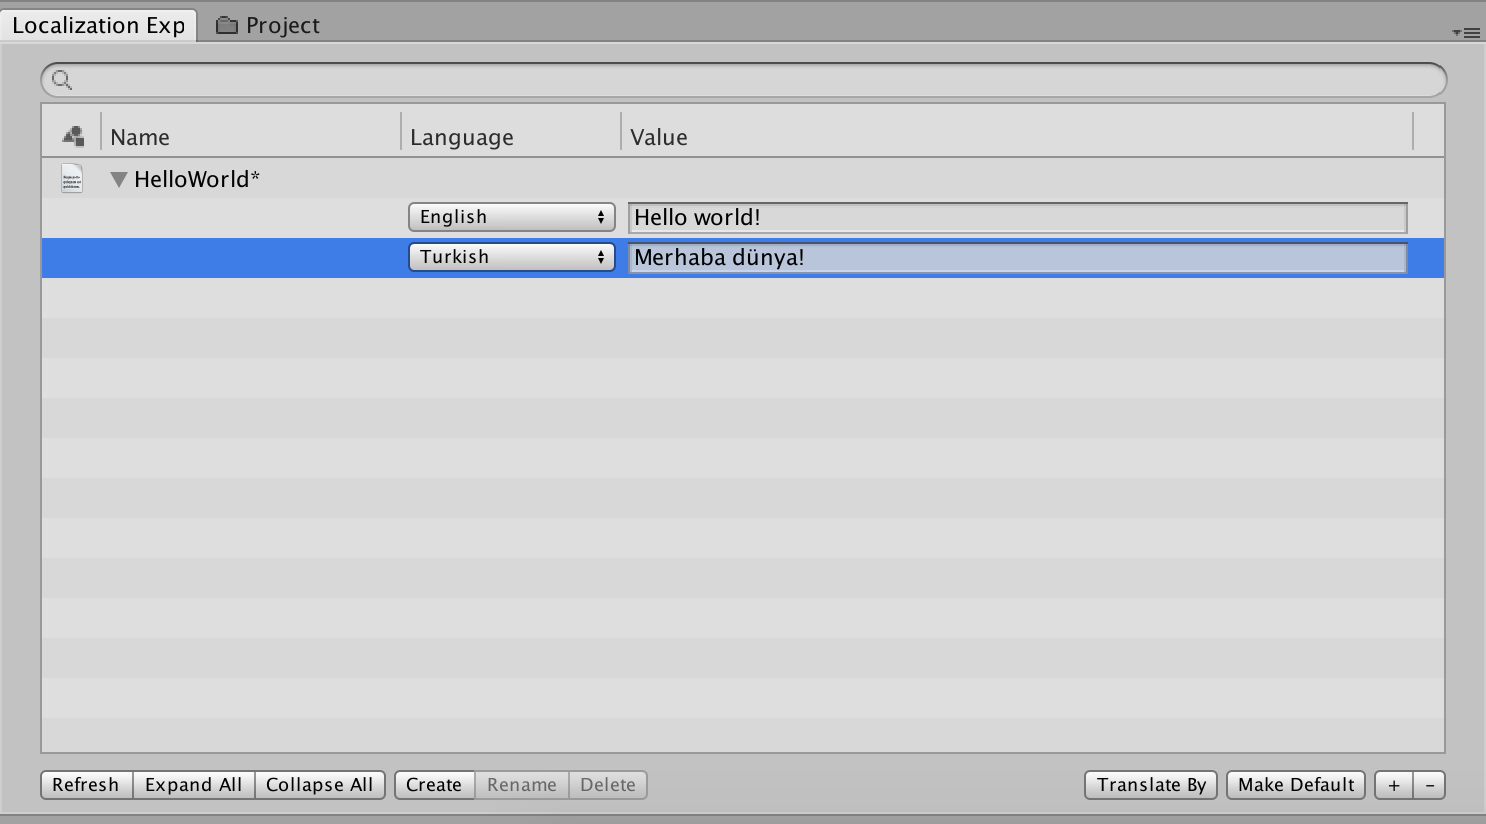 Localization Exp Project
Name Language Value
HelloWorld*
English Hello world!
Turkish Merhaba dünya!
Refresh Expand All Collapse All Create Rename Delete Translate By Make Default + -